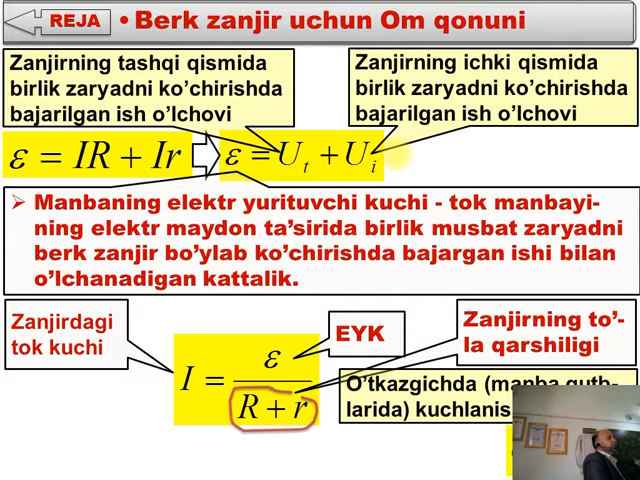 REJA
• Berk zanjir uchun Om qonuni
Zanjirning tashqi qismida
birlik zaryadni ko’chirishda
bajarilgan ish o’lchovi
Zanjirning ichki qismida
birlik zaryadni ko’chirishda
bajarilgan ish o’lchovi
ε = IR + Ir
ε = Uₜ + Uᵢ
➢ Manbaning elektr yurituvchi kuchi - tok manbayi-
ning elektr maydon ta’sirida birlik musbat zaryadni
berk zanjir bo’ylab ko’chirishda bajargan ishi bilan
o’lchanadigan kattalik.
Zanjirdagi
tok kuchi
I = ε / (R + r)
EYK
Zanjirning to’-
la qarshiligi
O’tkazgichda (manba qutb-
larida) kuchlanis